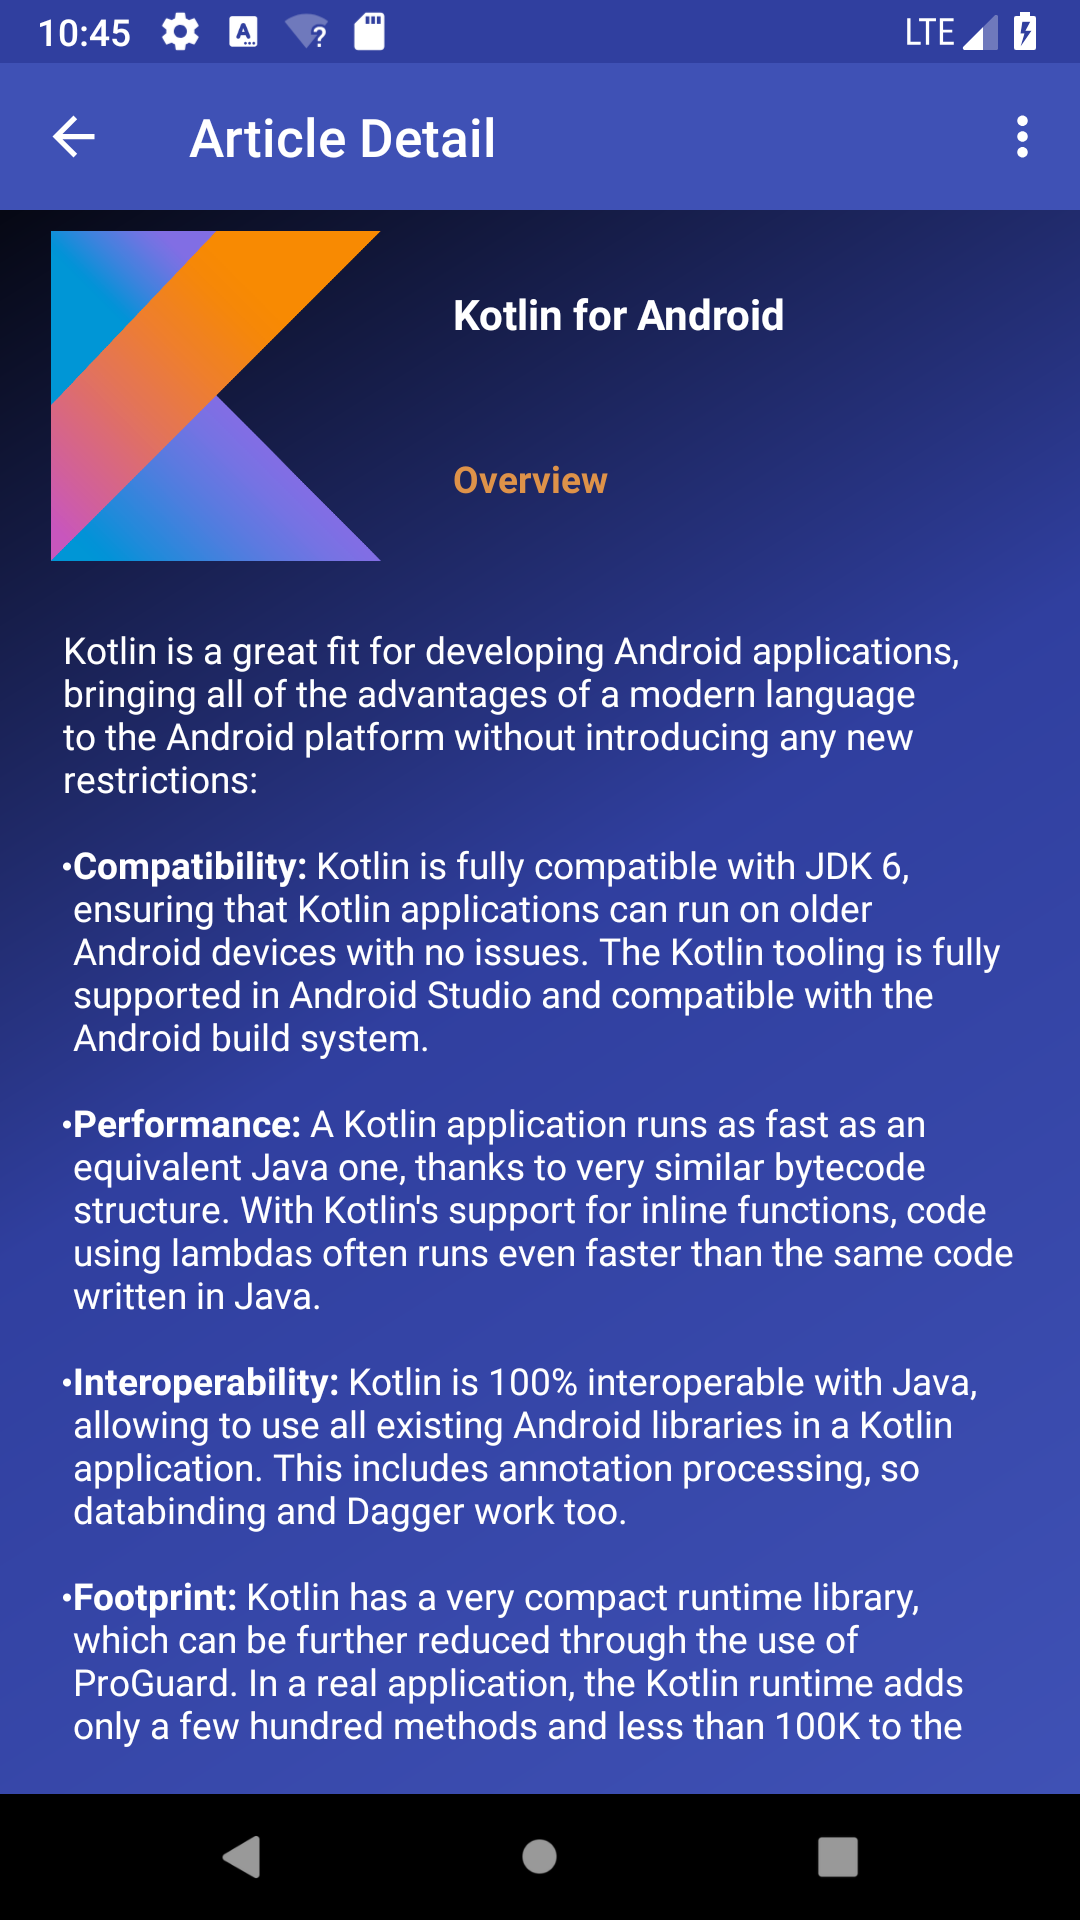 10:45
LTE
Article Detail
Kotlin for Android
Overview
Kotlin is a great fit for developing Android applications,
bringing all of the advantages of a modern language
to the Android platform without introducing any new
restrictions:
•Compatibility: Kotlin is fully compatible with JDK 6,
ensuring that Kotlin applications can run on older
Android devices with no issues. The Kotlin tooling is fully
supported in Android Studio and compatible with the
Android build system.
•Performance: A Kotlin application runs as fast as an
equivalent Java one, thanks to very similar bytecode
structure. With Kotlin's support for inline functions, code
using lambdas often runs even faster than the same code
written in Java.
•Interoperability: Kotlin is 100% interoperable with Java,
allowing to use all existing Android libraries in a Kotlin
application. This includes annotation processing, so
databinding and Dagger work too.
•Footprint: Kotlin has a very compact runtime library,
which can be further reduced through the use of
ProGuard. In a real application, the Kotlin runtime adds
only a few hundred methods and less than 100K to the